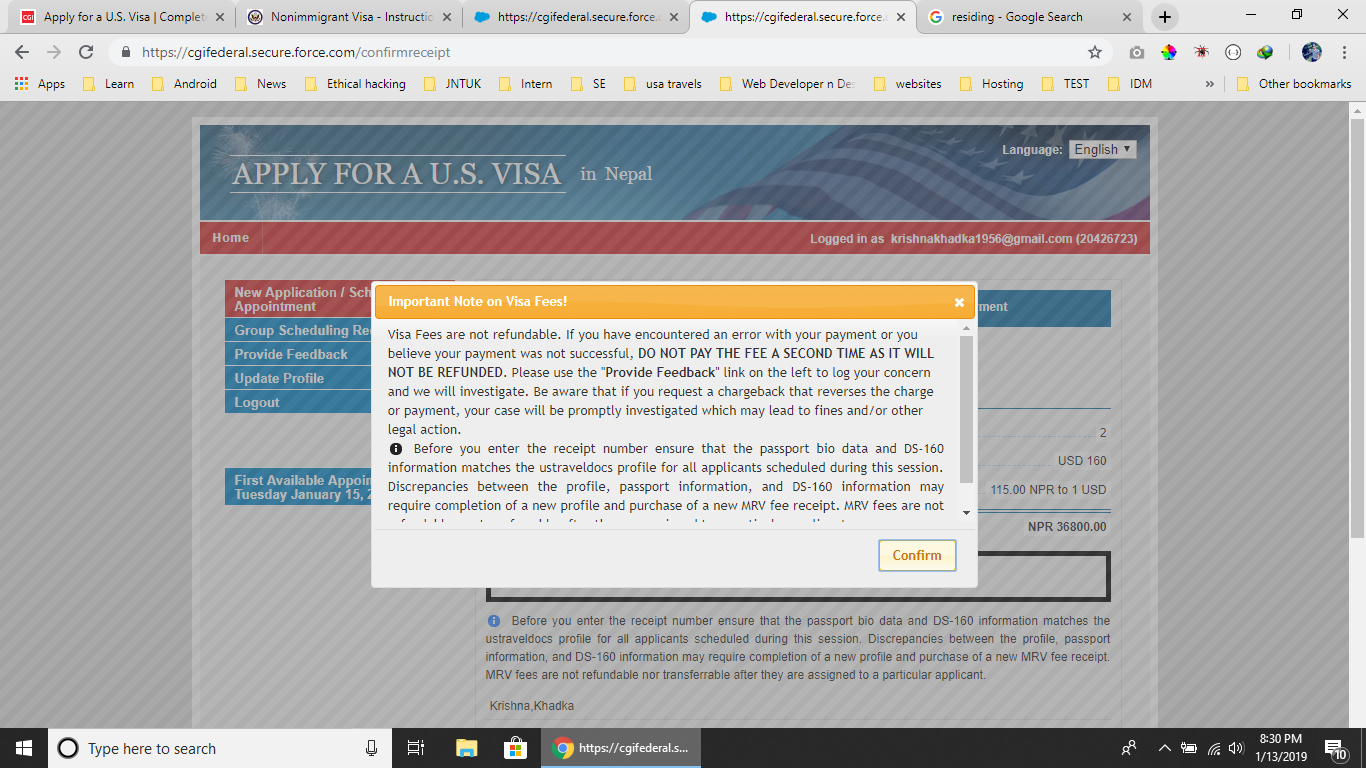 Apply for a U.S. Visa | Complet
Nonimmigrant Visa - Instructio
https://cgifederal.secure.force.c
https://cgifederal.secure.force.c
residing - Google Search
https://cgifederal.secure.force.com/confirmreceipt
Apps
Learn
Android
News
Ethical hacking
JNTUK
Intern
SE
usa travels
Web Developer n Des
websites
Hosting
TEST
IDM
»
Other bookmarks
APPLY FOR A U.S. VISA in Nepal
Language: English
Home
Logged in as krishnakhadka1956@gmail.com (20426723)
New Application / Sch
Appointment
Group Scheduling Re
Provide Feedback
Update Profile
Logout
First Available Appoin
Tuesday January 15, 2
Important Note on Visa Fees!
Visa Fees are not refundable. If you have encountered an error with your payment or you
believe your payment was not successful, DO NOT PAY THE FEE A SECOND TIME AS IT WILL
NOT BE REFUNDED. Please use the "Provide Feedback" link on the left to log your concern
and we will investigate. Be aware that if you request a chargeback that reverses the charge
or payment, your case will be promptly investigated which may lead to fines and/or other
legal action.
Before you enter the receipt number ensure that the passport bio data and DS-160
information matches the ustraveldocs profile for all applicants scheduled during this session.
Discrepancies between the profile, passport information, and DS-160 information may
require completion of a new profile and purchase of a new MRV fee receipt. MRV fees are not
Confirm
ment
2
USD 160
115.00 NPR to 1 USD
NPR 36800.00
Before you enter the receipt number ensure that the passport bio data and DS-160 information matches the
ustraveldocs profile for all applicants scheduled during this session. Discrepancies between the profile, passport
information, and DS-160 information may require completion of a new profile and purchase of a new MRV fee receipt.
MRV fees are not refundable nor transferrable after they are assigned to a particular applicant.
Krishna,Khadka
Type here to search
https://cgifederal.s...
8:30 PM
1/13/2019
10